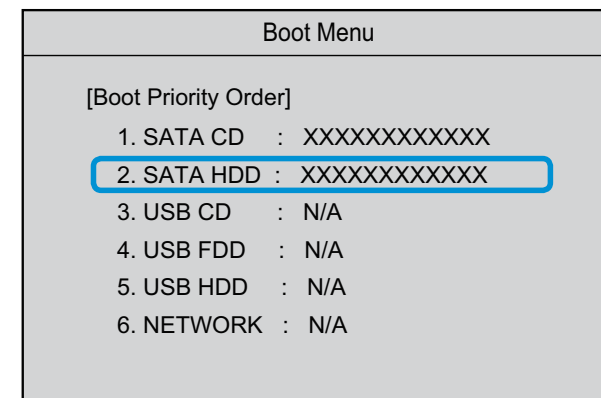 Boot Menu
[Boot Priority Order]
1. SATA CD : XXXXXXXXXXXX
2. SATA HDD : XXXXXXXXXXXX
3. USB CD : N/A
4. USB FDD : N/A
5. USB HDD : N/A
6. NETWORK : N/A